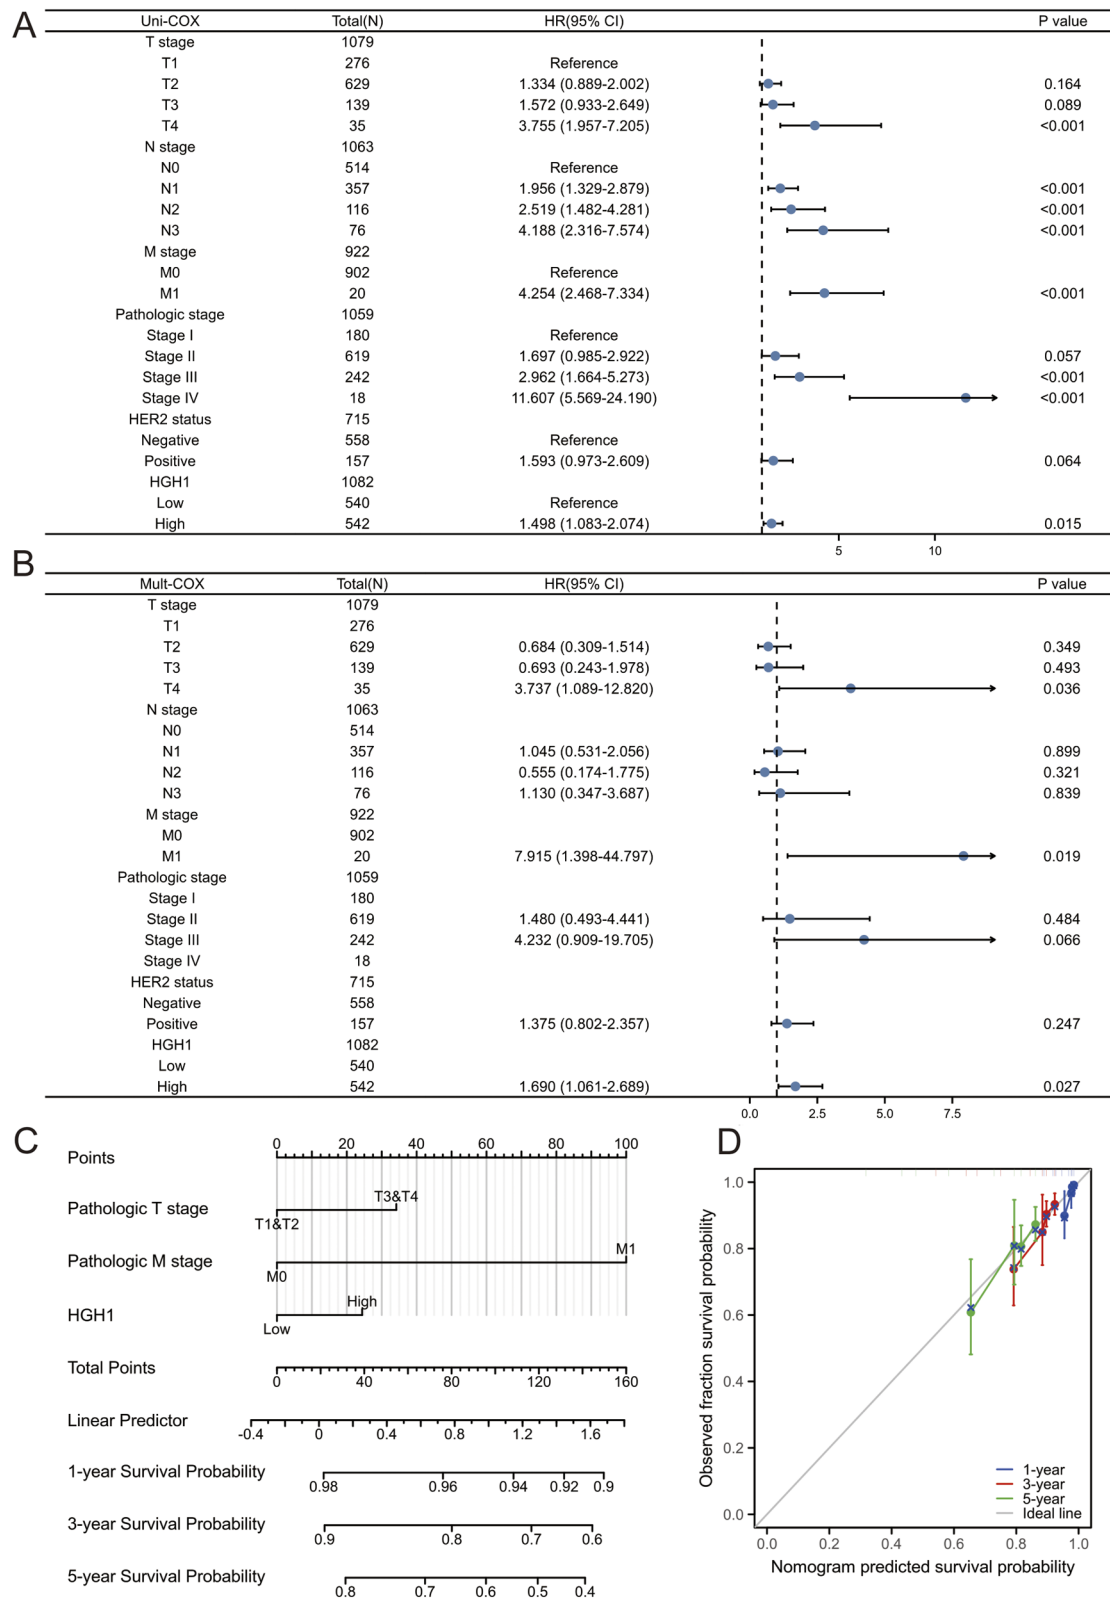 A
Uni-COX Total(N) HR(95% CI) P value
T stage 1079
T1 276 Reference
T2 629 1.334 (0.889-2.002) 0.164
T3 139 1.572 (0.933-2.649) 0.089
T4 35 3.755 (1.957-7.205) <0.001
N stage 1063
N0 514 Reference
N1 357 1.956 (1.329-2.879) <0.001
N2 116 2.519 (1.482-4.281) <0.001
N3 76 4.188 (2.316-7.574) <0.001
M stage 922
M0 902 Reference
M1 20 4.254 (2.468-7.334) <0.001
Pathologic stage 1059
Stage I 180 Reference
Stage II 619 1.697 (0.985-2.922) 0.057
Stage III 242 2.962 (1.664-5.273) <0.001
Stage IV 18 11.607 (5.569-24.190) <0.001
HER2 status 715
Negative 558 Reference
Positive 157 1.593 (0.973-2.609) 0.064
HGH1 1082
Low 540 Reference
High 542 1.498 (1.083-2.074) 0.015
5 10
B
Mult-COX Total(N) HR(95% CI) P value
T stage 1079
T1 276
T2 629 0.684 (0.309-1.514) 0.349
T3 139 0.693 (0.243-1.978) 0.493
T4 35 3.737 (1.089-12.820) 0.036
N stage 1063
N0 514
N1 357 1.045 (0.531-2.056) 0.899
N2 116 0.555 (0.174-1.775) 0.321
N3 76 1.130 (0.347-3.687) 0.839
M stage 922
M0 902
M1 20 7.915 (1.398-44.797) 0.019
Pathologic stage 1059
Stage I 180
Stage II 619 1.480 (0.493-4.441) 0.484
Stage III 242 4.232 (0.909-19.705) 0.066
Stage IV 18
HER2 status 715
Negative 558
Positive 157 1.375 (0.802-2.357) 0.247
HGH1 1082
Low 540
High 542 1.690 (1.061-2.689) 0.027
0.0 2.5 5.0 7.5
C
0 20 40 60 80 100
Points
T3&T4
Pathologic T stage
T1&T2
M1
Pathologic M stage
M0
High
HGH1
Low
Total Points
0 40 80 120 160
Linear Predictor
-0.4 0 0.4 0.8 1.2 1.6
1-year Survival Probability
0.98 0.96 0.94 0.92 0.9
3-year Survival Probability
0.9 0.8 0.7 0.6
5-year Survival Probability
0.8 0.7 0.6 0.5 0.4
D
Observed fraction survival probability
1.0
0.8
0.6
0.4
0.2
0.0
1-year
3-year
5-year
Ideal line
0.0 0.2 0.4 0.6 0.8 1.0
Nomogram predicted survival probability